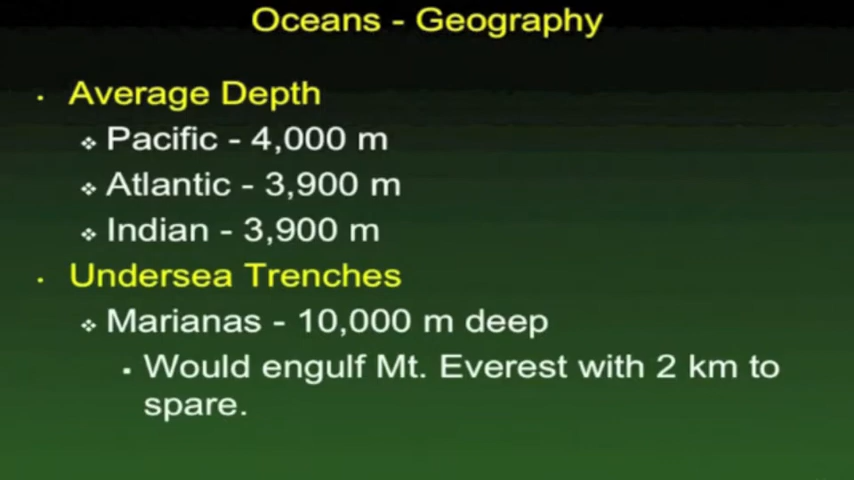 Oceans - Geography
· Average Depth
❖ Pacific - 4,000 m
❖ Atlantic - 3,900 m
❖ Indian - 3,900 m
· Undersea Trenches
❖ Marianas - 10,000 m deep
▪ Would engulf Mt. Everest with 2 km to
spare.